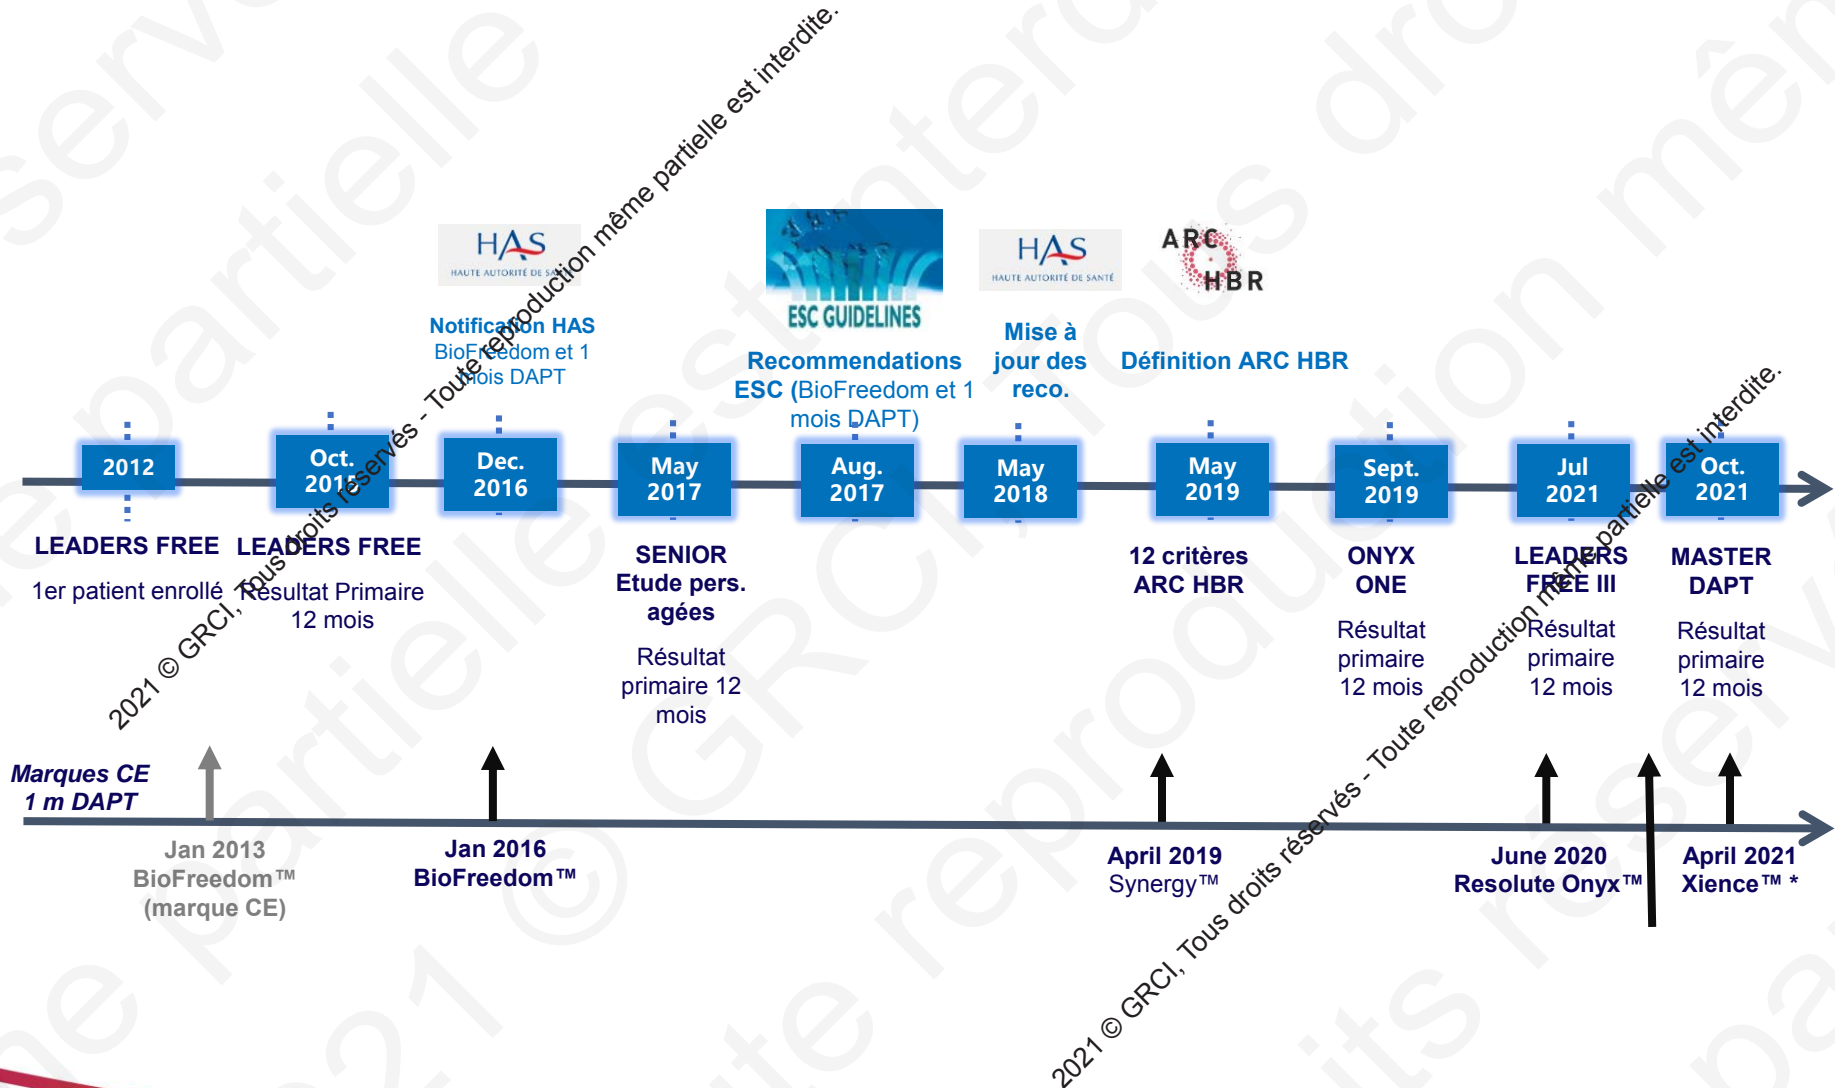 2021 © GRCI, Tous droits réservés - Toute reproduction même partielle est interdite.
HAS
HAUTE AUTORITÉ DE SANTÉ
Notification HAS
BioFreedom et 1
mois DAPT
ESC GUIDELINES
Recommendations
ESC (BioFreedom et 1
mois DAPT)
HAS
HAUTE AUTORITÉ DE SANTÉ
Mise à
jour des
reco.
ARC
HBR
Définition ARC HBR
2012
Oct.
2015
Dec.
2016
May
2017
Aug.
2017
May
2018
May
2019
Sept.
2019
Jul
2021
Oct.
2021
LEADERS FREE
1er patient enrollé
LEADERS FREE
Résultat Primaire
12 mois
SENIOR
Etude pers.
agées
Résultat
primaire 12
mois
12 critères
ARC HBR
ONYX
ONE
Résultat
primaire
12 mois
LEADERS
FREE III
Résultat
primaire
12 mois
MASTER
DAPT
Résultat
primaire
12 mois
Marques CE
1 m DAPT
Jan 2013
BioFreedom™
(marque CE)
Jan 2016
BioFreedom™
April 2019
Synergy™
June 2020
Resolute Onyx™
April 2021
Xience™ *
2021 © GRCI, Tous droits réservés - Toute reproduction même partielle est interdite.